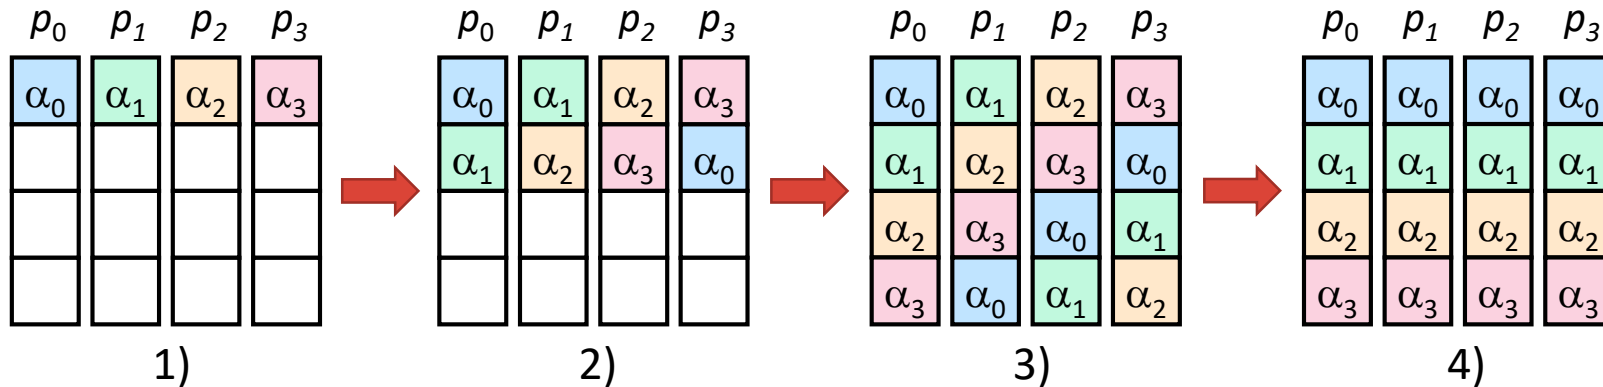 p₀ p₁ p₂ p₃ p₀ p₁ p₂ p₃ p₀ p₁ p₂ p₃ p₀ p₁ p₂ p₃
α₀ α₁ α₂ α₃ α₀ α₁ α₂ α₃ α₀ α₁ α₂ α₃ α₀ α₀ α₀ α₀
α₁ α₂ α₃ α₀ α₁ α₂ α₃ α₀ α₁ α₁ α₁ α₁
α₂ α₃ α₀ α₁ α₂ α₂ α₂ α₂
α₃ α₀ α₁ α₂ α₃ α₃ α₃ α₃
1) 2) 3) 4)